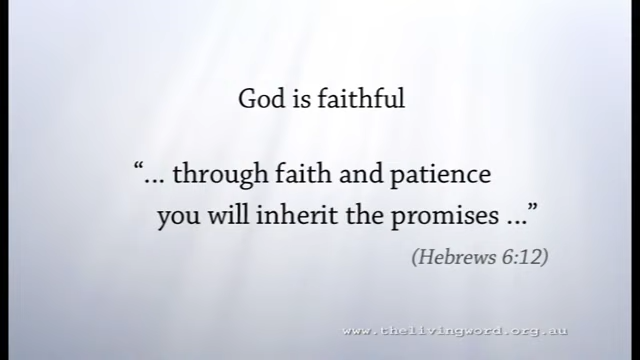 God is faithful
“... through faith and patience
you will inherit the promises ...”
(Hebrews 6:12)
www.thelivingword.org.au